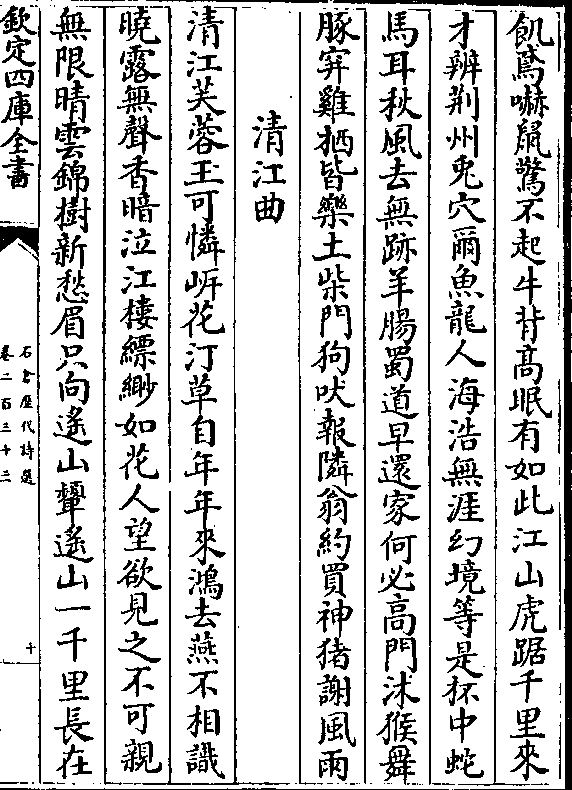 飢鳶嚇鼠驚不起牛背高眠有如此江山虎踞千里來
才辨荆州兎穴爾魚龍人海浩無涯幻境等是杯中蛇
馬耳秋風去無跡羊腸蜀道早還家何必高門沐猴舞
豚穽雞栖皆樂土柴門狗吠報隣翁約買神猪謝風雨
清江曲
清江芙蓉玉可憐岍花汀草自年年來鴻去燕不相識
曉露無聲香暗泣江樓縹緲如花人望欲見之不可親
無限晴雲錦樹新愁眉只向遙山顰遙山一千里長在
欽定四庫全書
石倉歷代詩選
卷二百三十二
十